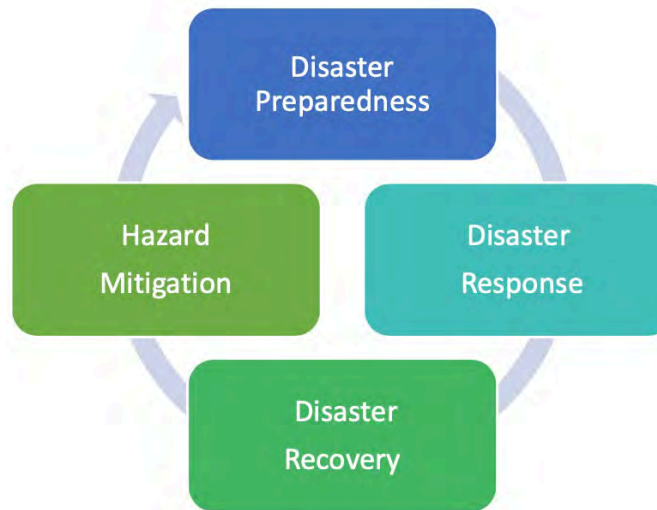 Disaster
Preparedness
Hazard
Mitigation
Disaster
Response
Disaster
Recovery